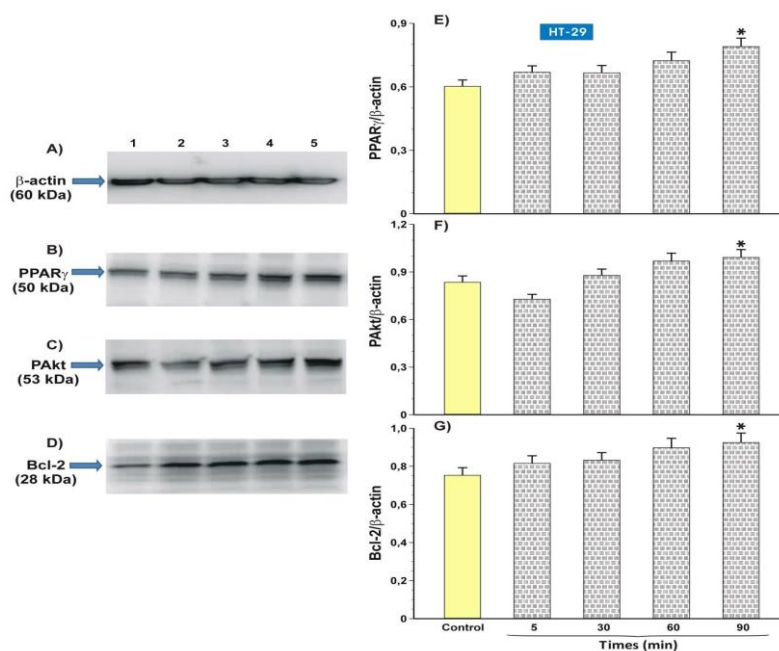 A)
1 2 3 4 5
β-actin
(60 kDa)
B)
PPARγ
(50 kDa)
C)
PAkt
(53 kDa)
D)
Bcl-2
(28 kDa)
E)
HT-29
PPARγ/β-actin
0,9
0,6
0,3
0
*
F)
PAkt/β-actin
1,2
0,9
0,6
0,3
0
*
G)
Bcl-2/β-actin
1,0
0,8
0,6
0,4
0,2
0
*
Control 5 30 60 90
Times (min)